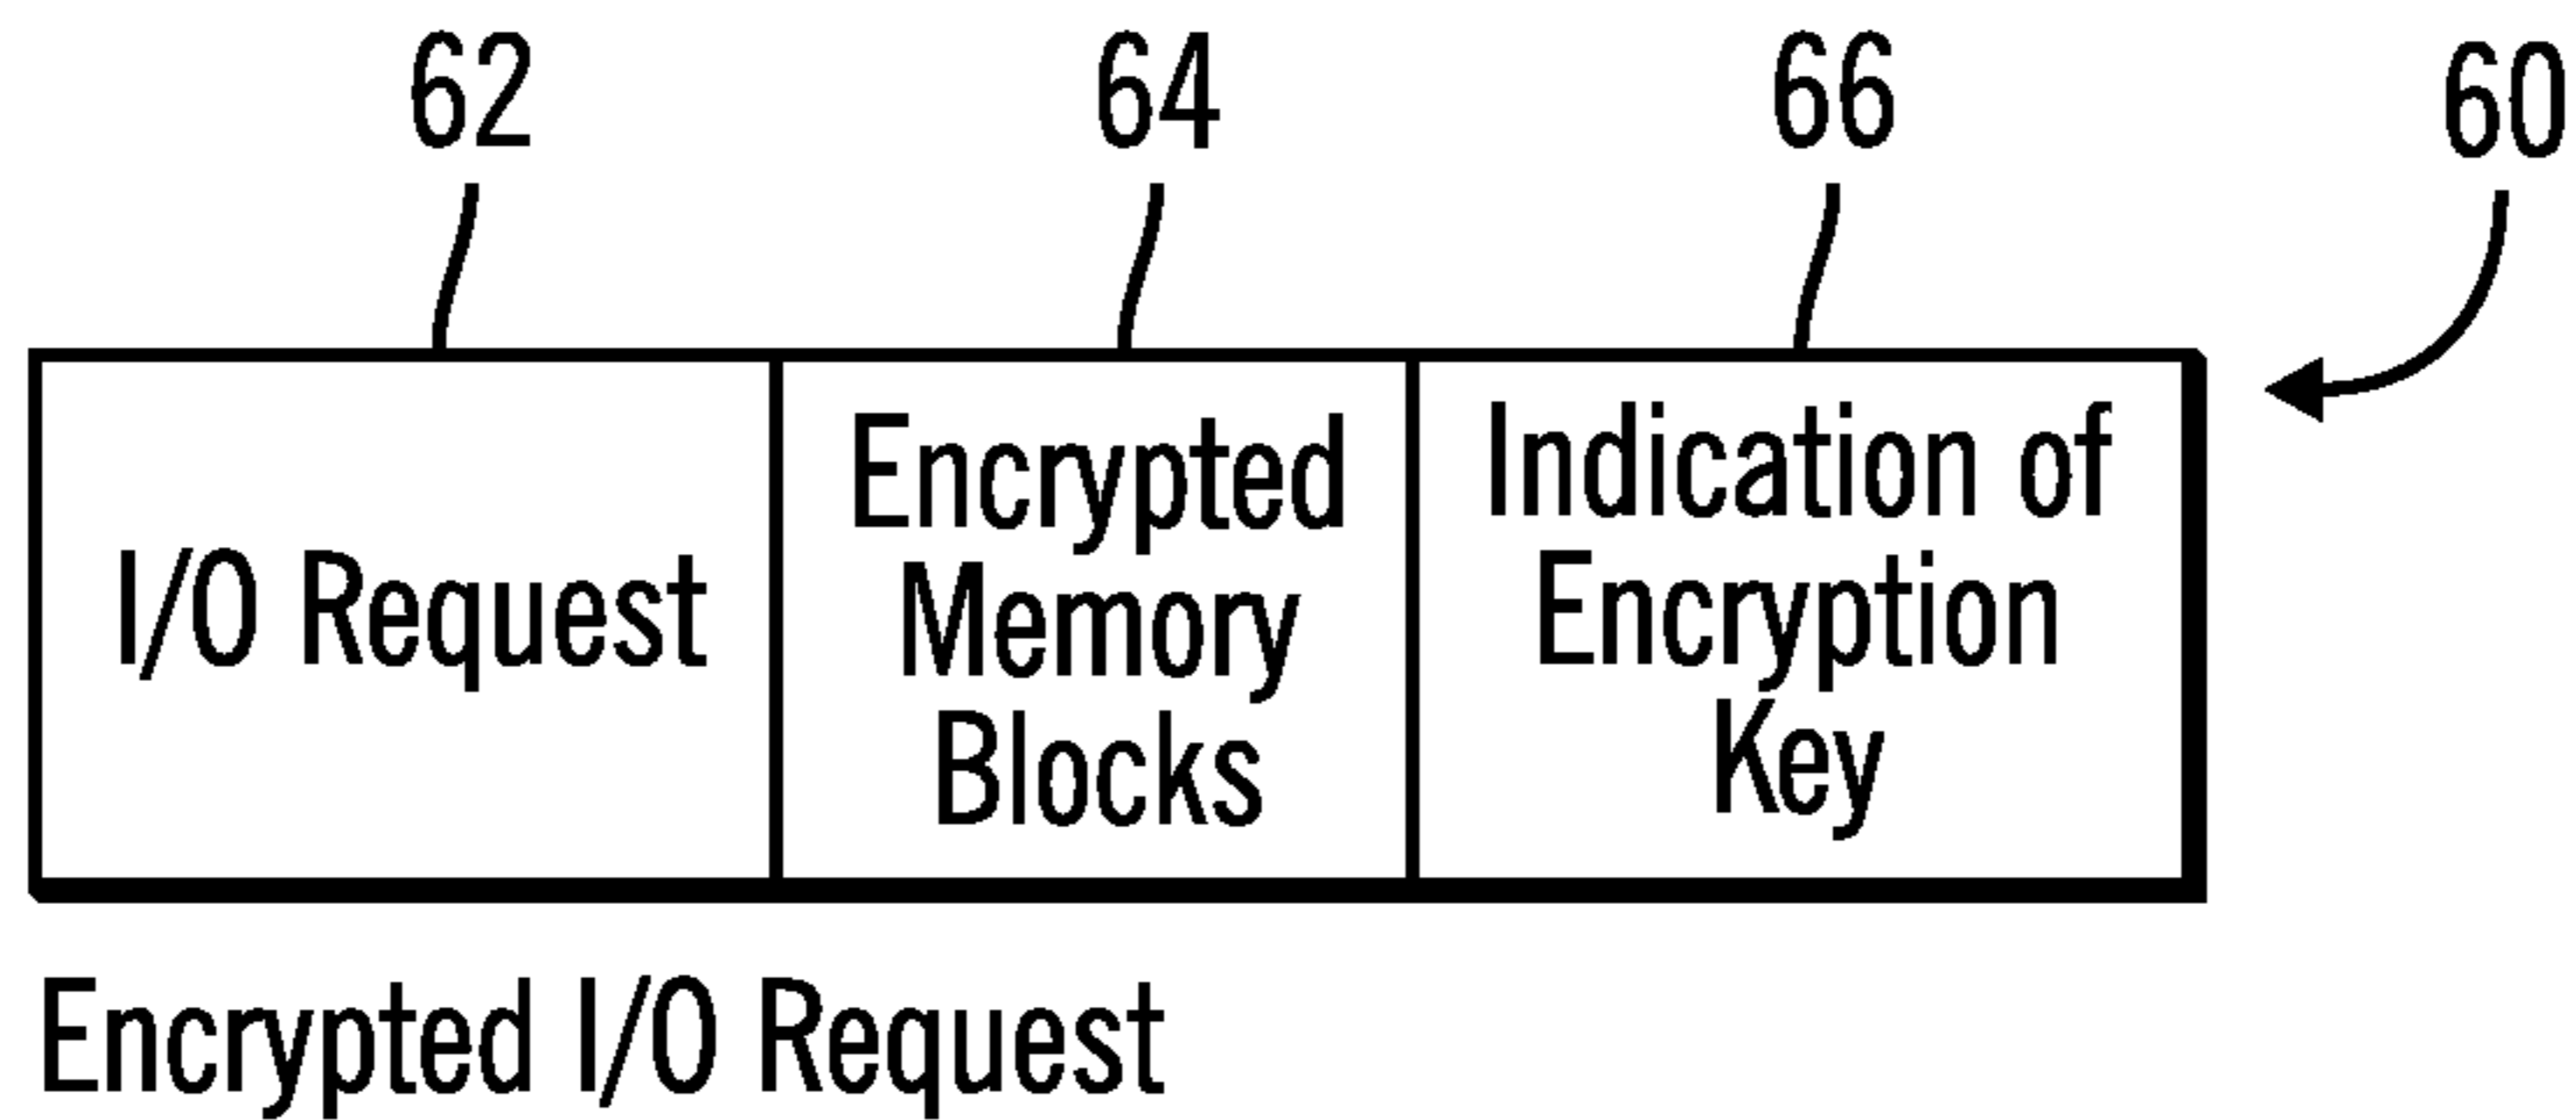 62 64 66 60
I/O Request
Encrypted
Memory
Blocks
Indication of
Encryption
Key
Encrypted I/O Request